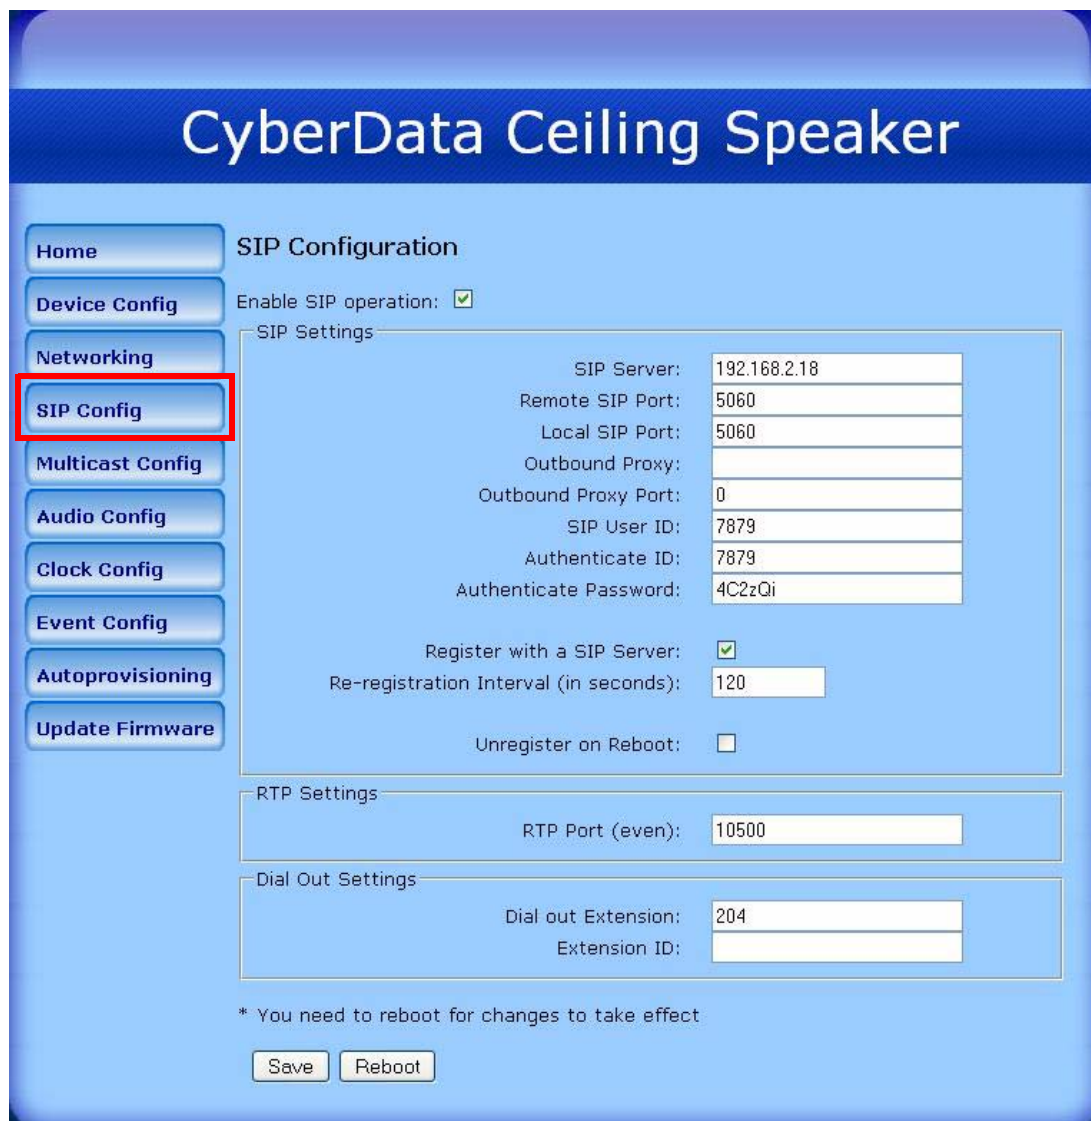 CyberData Ceiling Speaker
Home
Device Config
Networking
SIP Config
Multicast Config
Audio Config
Clock Config
Event Config
Autoprovisioning
Update Firmware
SIP Configuration
Enable SIP operation:
SIP Settings
SIP Server: 192.168.2.18
Remote SIP Port: 5060
Local SIP Port: 5060
Outbound Proxy:
Outbound Proxy Port: 0
SIP User ID: 7879
Authenticate ID: 7879
Authenticate Password: 4C2zQi
Register with a SIP Server:
Re-registration Interval (in seconds): 120
Unregister on Reboot:
RTP Settings
RTP Port (even): 10500
Dial Out Settings
Dial out Extension: 204
Extension ID:
* You need to reboot for changes to take effect
Save Reboot